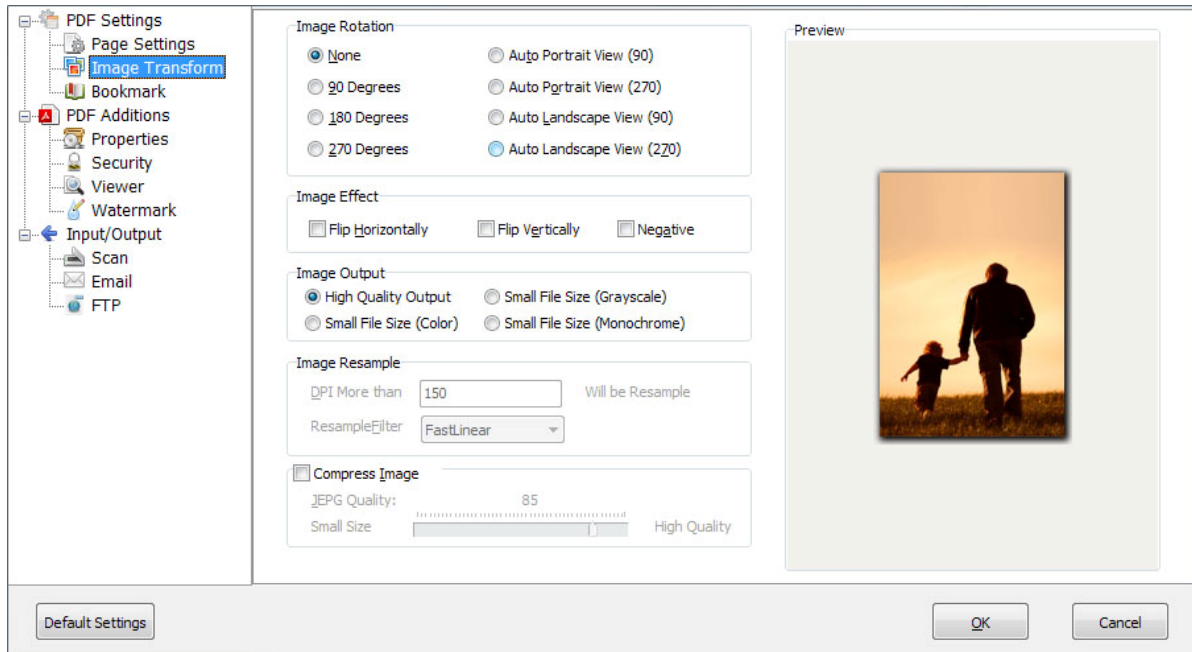 PDF Settings
Page Settings
Image Transform
Bookmark
PDF Additions
Properties
Security
Viewer
Watermark
Input/Output
Scan
Email
FTP
Image Rotation
None
Auto Portrait View (90)
90 Degrees
Auto Portrait View (270)
180 Degrees
Auto Landscape View (90)
270 Degrees
Auto Landscape View (270)
Image Effect
Flip Horizontally
Flip Vertically
Negative
Image Output
High Quality Output
Small File Size (Grayscale)
Small File Size (Color)
Small File Size (Monochrome)
Image Resample
DPI More than
150
Will be Resample
ResampleFilter
FastLinear
Compress Image
JEPG Quality:
85
Small Size
High Quality
Preview
Default Settings
OK
Cancel